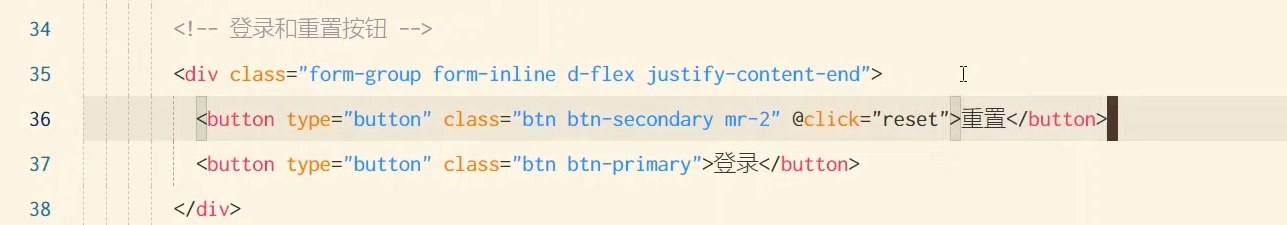 34 <!-- 登录和重置按钮 -->
35 <div class="form-group form-inline d-flex justify-content-end">
36 <button type="button" class="btn btn-secondary mr-2" @click="reset">重置</button>
37 <button type="button" class="btn btn-primary">登录</button>
38 </div>